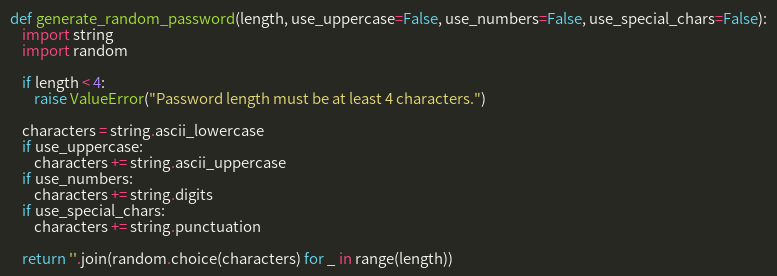 def generate_random_password(length, use_uppercase=False, use_numbers=False, use_special_chars=False):
    import string
    import random

    if length < 4:
        raise ValueError("Password length must be at least 4 characters.")

    characters = string.ascii_lowercase
    if use_uppercase:
        characters += string.ascii_uppercase
    if use_numbers:
        characters += string.digits
    if use_special_chars:
        characters += string.punctuation

    return ''.join(random.choice(characters) for _ in range(length))